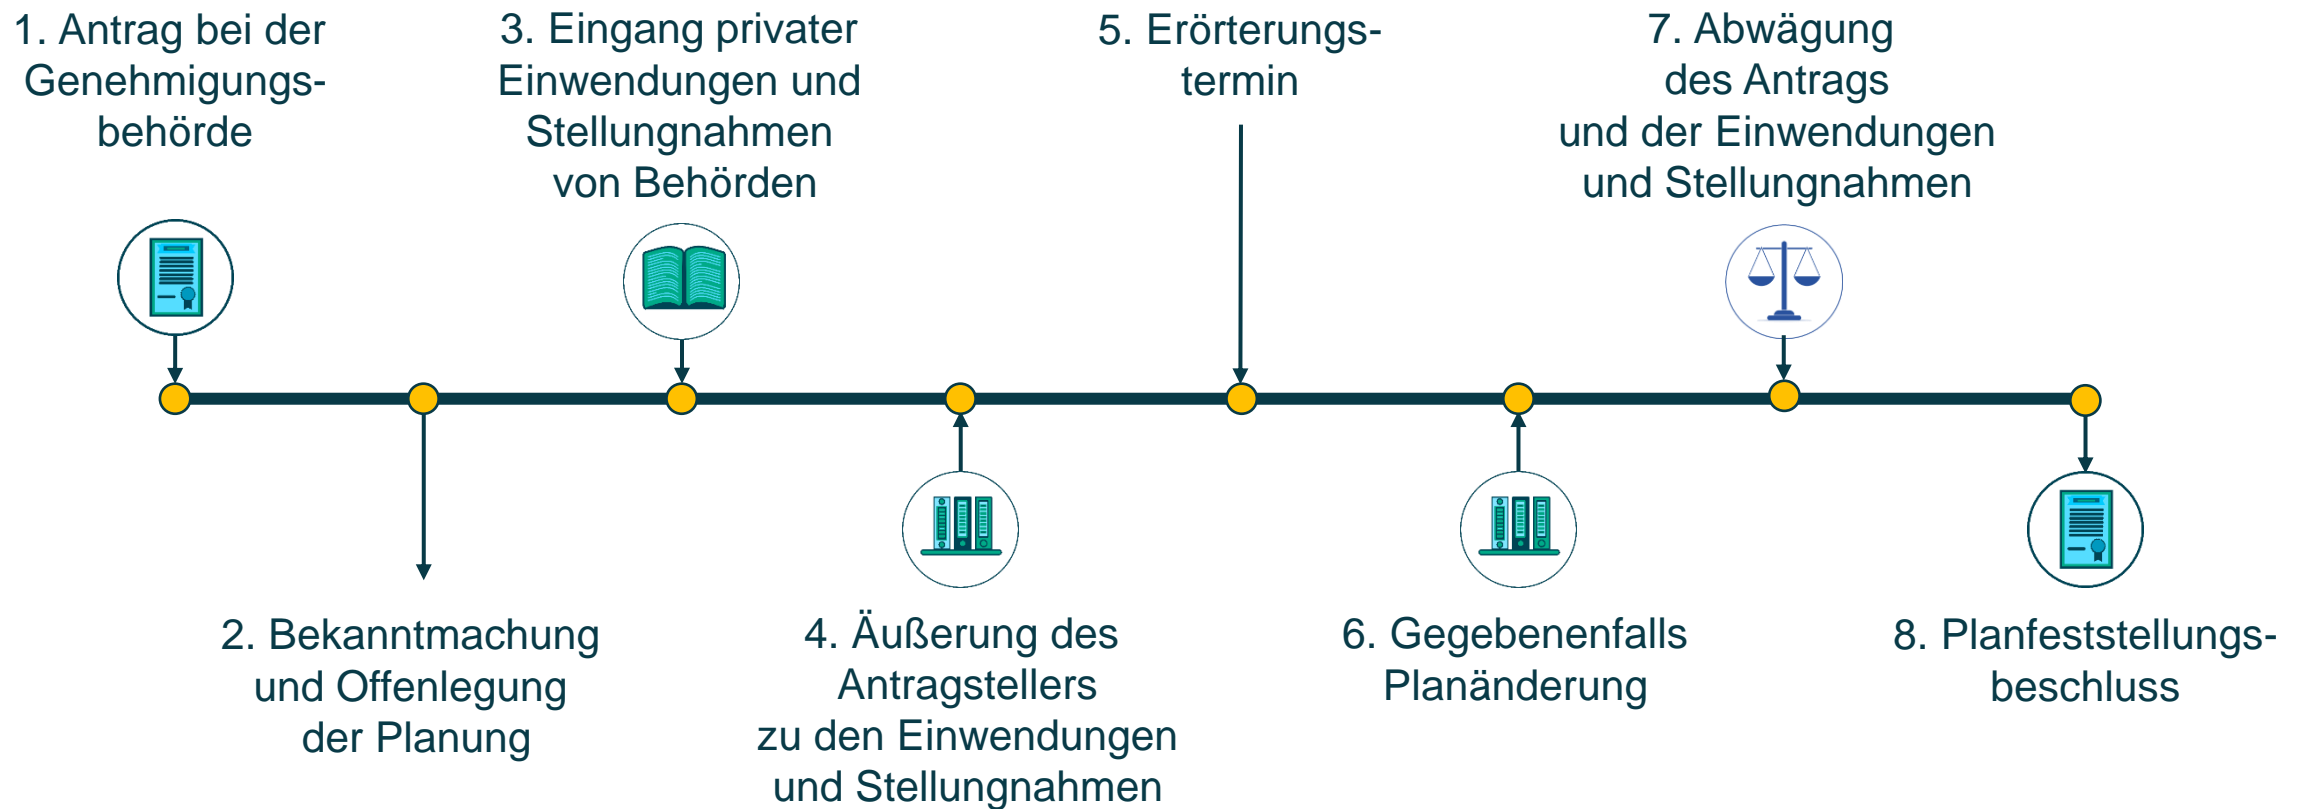 1. Antrag bei der
Genehmigungs-
behörde
2. Bekanntmachung
und Offenlegung
der Planung
3. Eingang privater
Einwendungen und
Stellungnahmen
von Behörden
4. Äußerung des
Antragstellers
zu den Einwendungen
und Stellungnahmen
5. Erörterungs-
termin
6. Gegebenenfalls
Planänderung
7. Abwägung
des Antrags
und der Einwendungen
und Stellungnahmen
8. Planfeststellungs-
beschluss